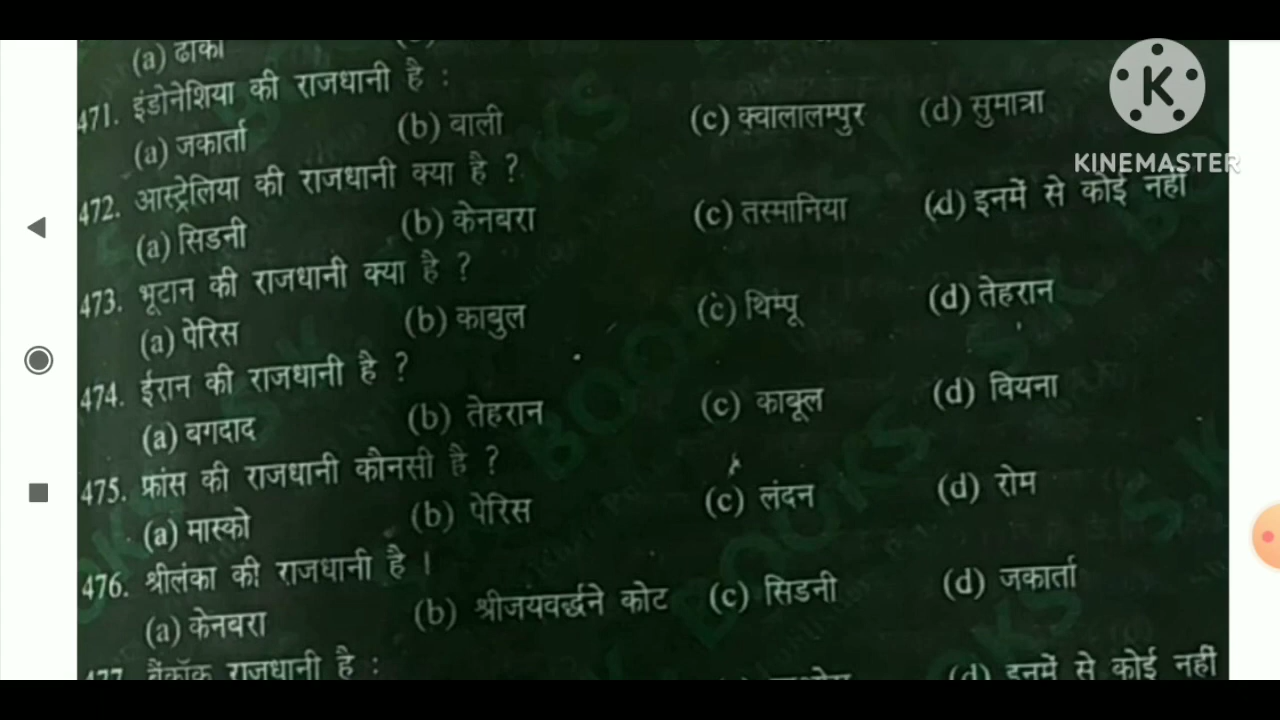 (a) ढाका
471. इंडोनेशिया की राजधानी है :
(a) जकार्ता (b) बाली (c) क्वालालम्पुर (d) सुमात्रा
472. आस्ट्रेलिया की राजधानी क्या है ?
(a) सिडनी (b) केनबरा (c) तस्मानिया (d) इनमें से कोई नहीं
473. भूटान की राजधानी क्या है ?
(a) पेरिस (b) काबुल (c) थिम्पू (d) तेहरान
474. ईरान की राजधानी है ?
(a) बगदाद (b) तेहरान (c) काबूल (d) वियना
475. फ्रांस की राजधानी कौनसी है ?
(a) मास्को (b) पेरिस (c) लंदन (d) रोम
476. श्रीलंका की राजधानी है ।
(a) केनबरा (b) श्रीजयवर्द्धने कोट (c) सिडनी (d) जकार्ता
477. बैंकॉक राजधानी है :
(d) इनमें से कोई नहीं
K
KINEMASTER